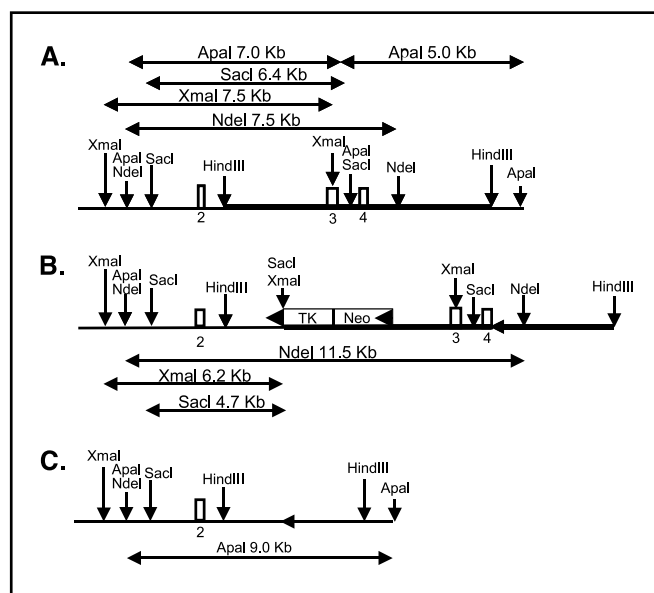 A.
ApaI 7.0 Kb
ApaI 5.0 Kb
SacI 6.4 Kb
XmaI 7.5 Kb
NdeI 7.5 Kb
XmaI
ApaI
NdeI
SacI
HindIII
XmaI
ApaI
SacI
NdeI
HindIII
ApaI
2
3
4
B.
XmaI
ApaI
NdeI
SacI
HindIII
SacI
XmaI
XmaI
SacI
NdeI
HindIII
TK
Neo
2
3
4
NdeI 11.5 Kb
XmaI 6.2 Kb
SacI 4.7 Kb
C.
XmaI
ApaI
NdeI
SacI
HindIII
HindIII
ApaI
2
ApaI 9.0 Kb